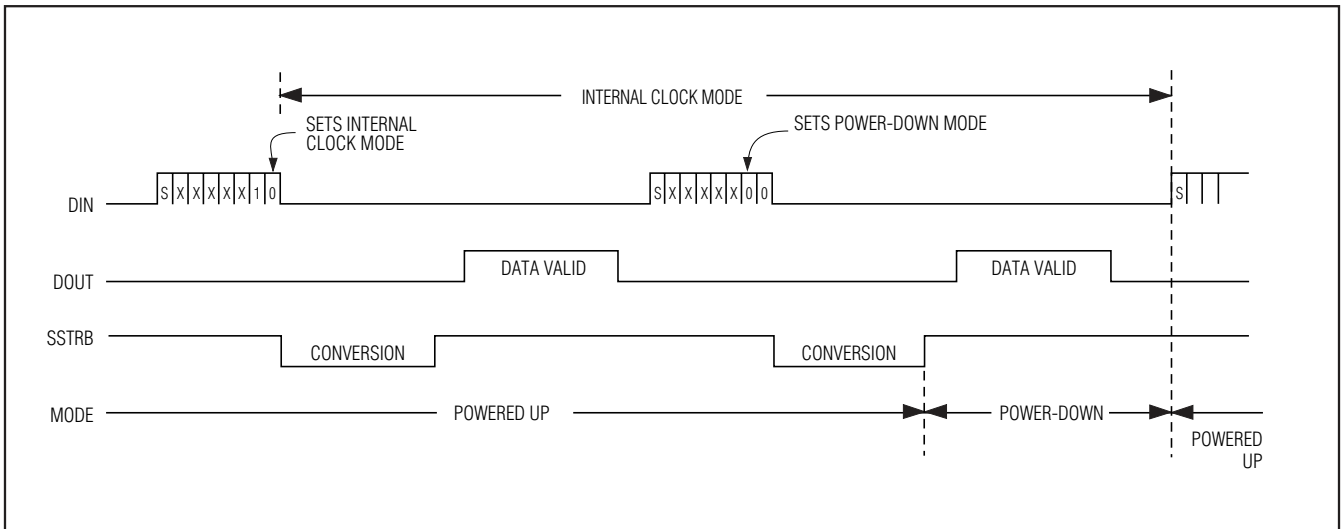 INTERNAL CLOCK MODE
SETS INTERNAL
CLOCK MODE
SETS POWER-DOWN MODE
DIN
S X X X X X 1 0
S X X X X X 0 0
S
DOUT
DATA VALID
DATA VALID
SSTRB
CONVERSION
CONVERSION
MODE
POWERED UP
POWER-DOWN
POWERED
UP